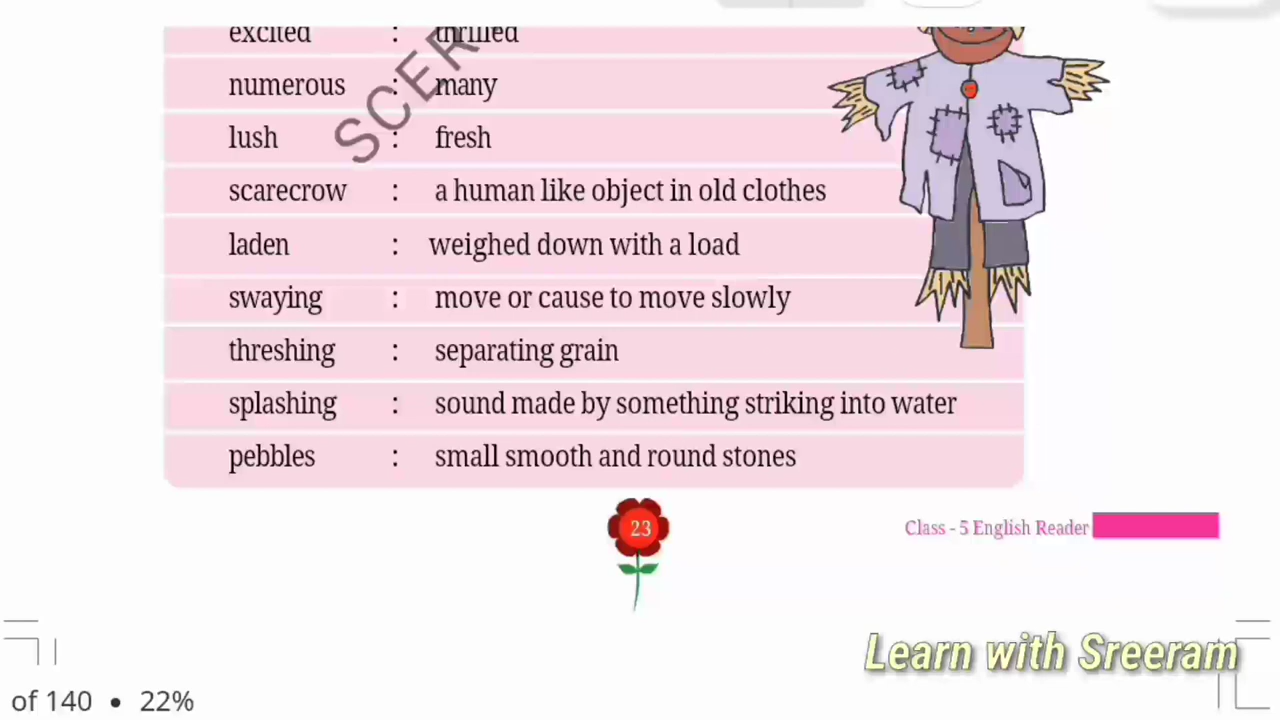 excited : thrilled
numerous : many
lush : fresh
scarecrow : a human like object in old clothes
laden : weighed down with a load
swaying : move or cause to move slowly
threshing : separating grain
splashing : sound made by something striking into water
pebbles : small smooth and round stones
SCER
23
Class - 5 English Reader
Learn with Sreeram
of 140 • 22%